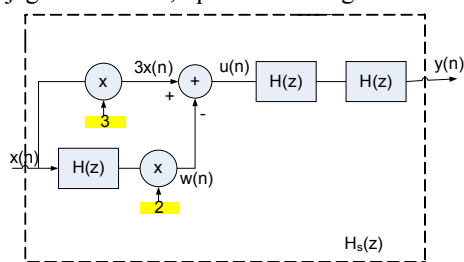 3x(n)
u(n)
y(n)
x
+
H(z)
H(z)
+
-
3
x(n)
H(z)
x
w(n)
2
Hs(z)